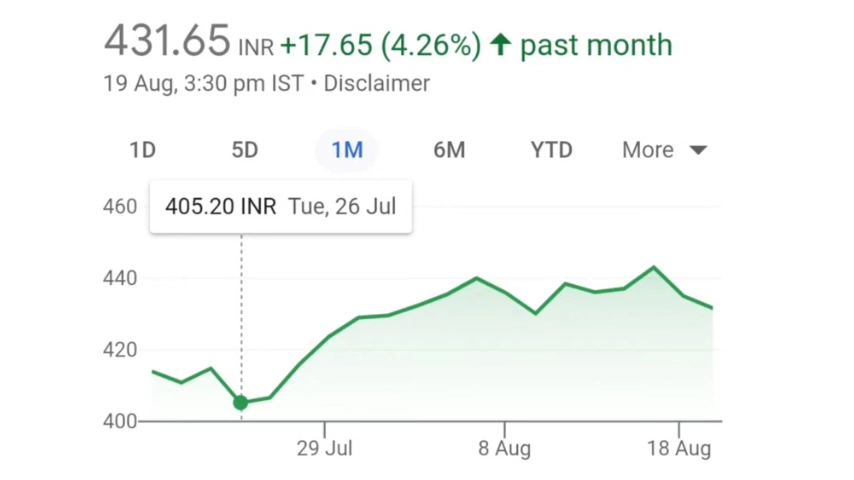 431.65 INR +17.65 (4.26%) ↑ past month
19 Aug, 3:30 pm IST • Disclaimer
1D 5D 1M 6M YTD More
405.20 INR Tue, 26 Jul
460
440
420
400
29 Jul 8 Aug 18 Aug